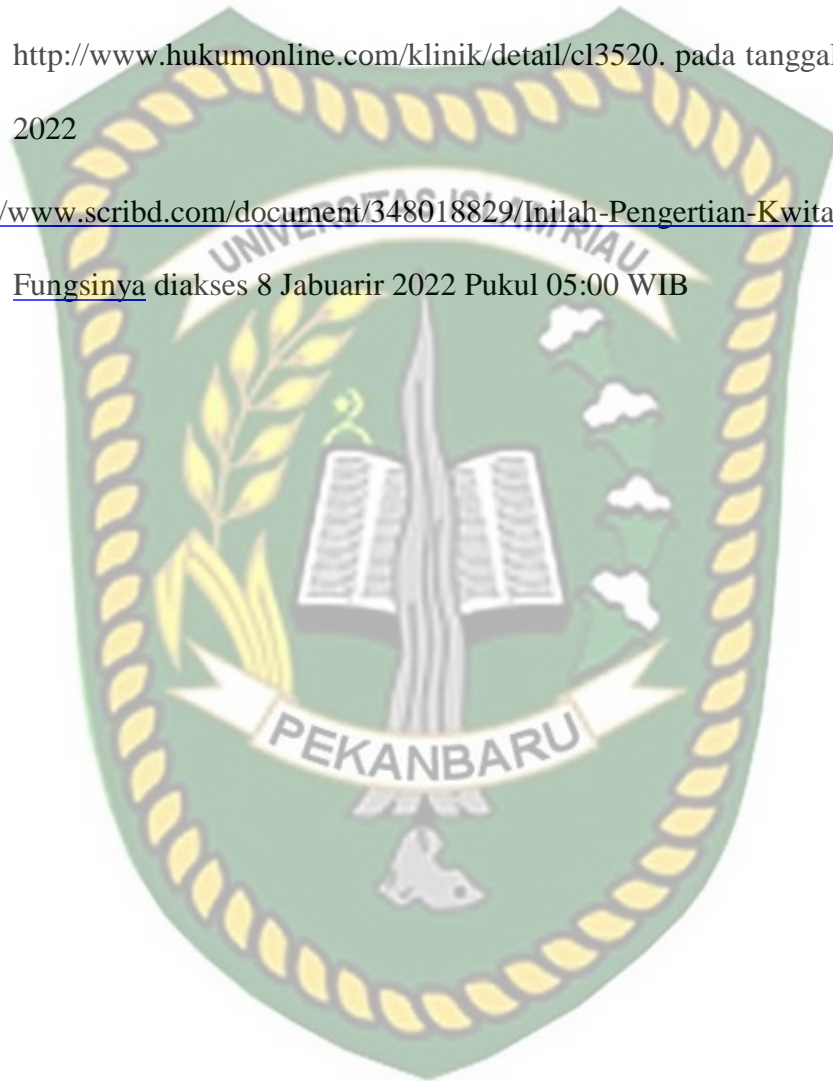 http://www.hukumonline.com/klinik/detail/cl3520. pada tanggal
2022
/www.scribd.com/document/348018829/Inilah-Pengertian-Kwita
UNIVERSITAS ISLAM RIAU
Fungsinya diakses 8 Jabuarir 2022 Pukul 05:00 WIB
PEKANBARU